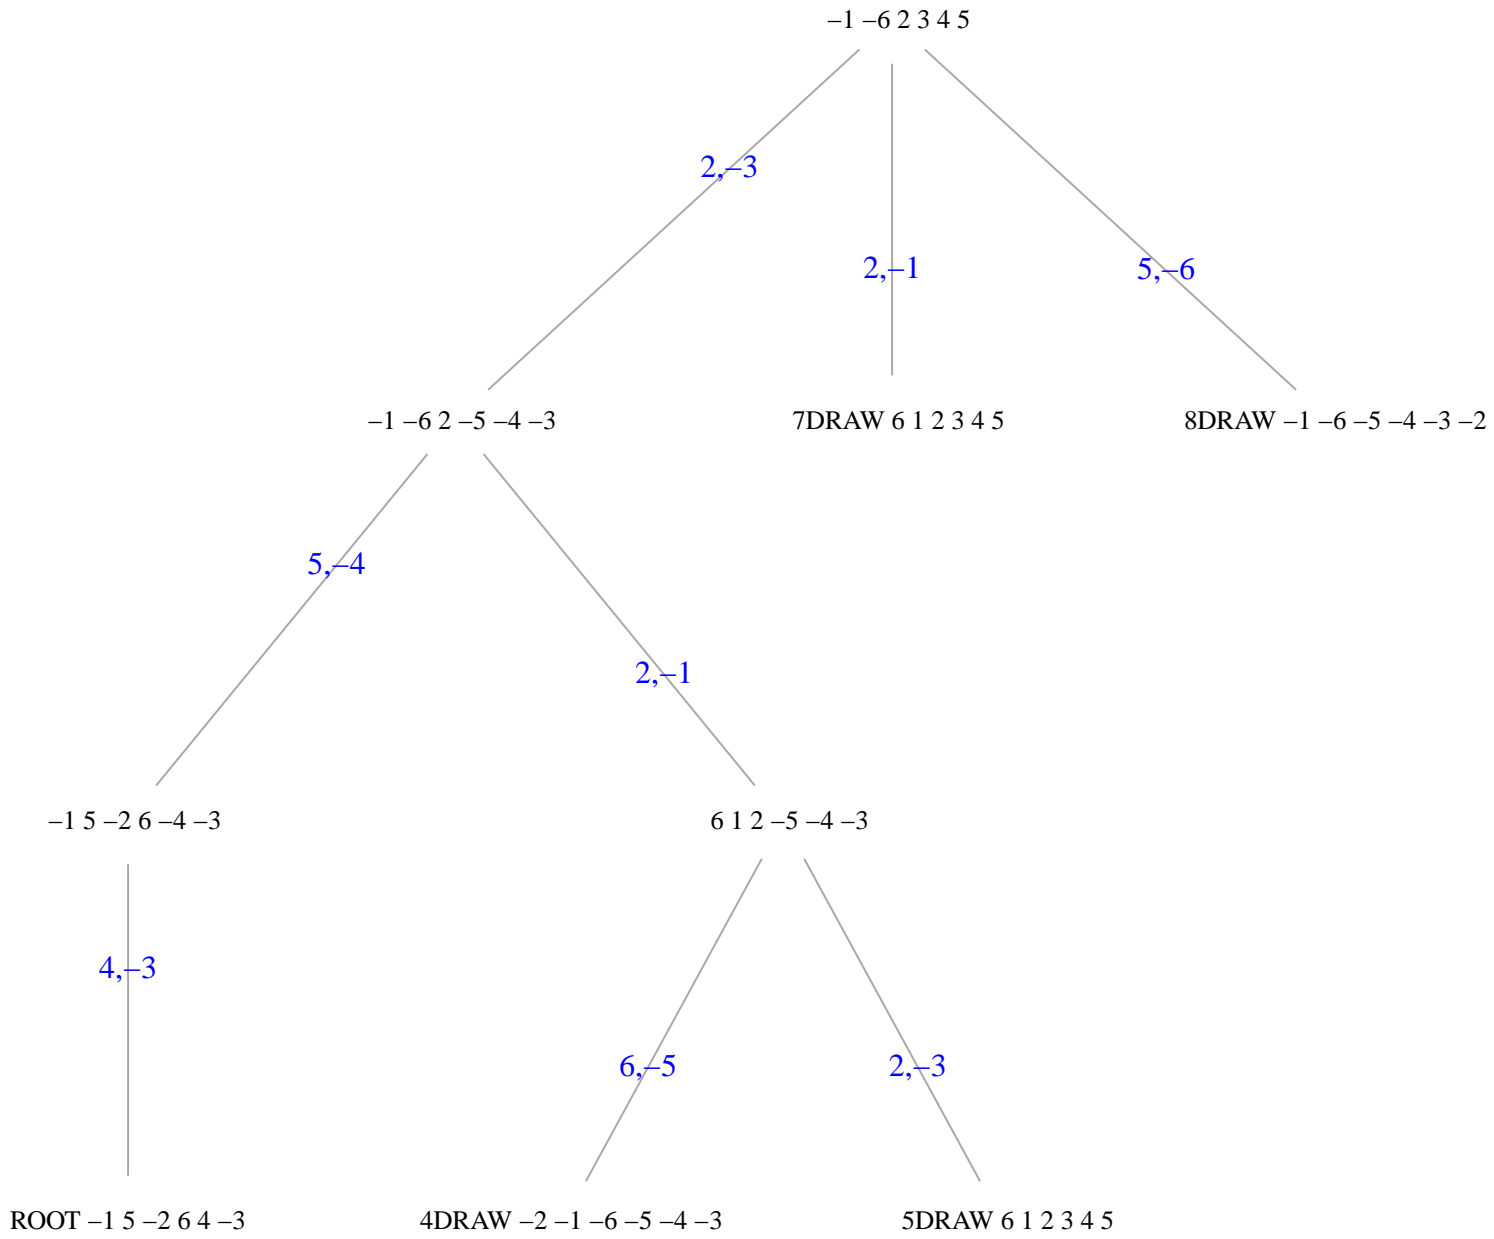 –1 –6 2 3 4 5
2,–3
2,–1
5,–6
–1 –6 2 –5 –4 –3
7DRAW 6 1 2 3 4 5
8DRAW –1 –6 –5 –4 –3 –2
5,–4
2,–1
–1 5 –2 6 –4 –3
6 1 2 –5 –4 –3
4,–3
6,–5
2,–3
ROOT –1 5 –2 6 4 –3
4DRAW –2 –1 –6 –5 –4 –3
5DRAW 6 1 2 3 4 5